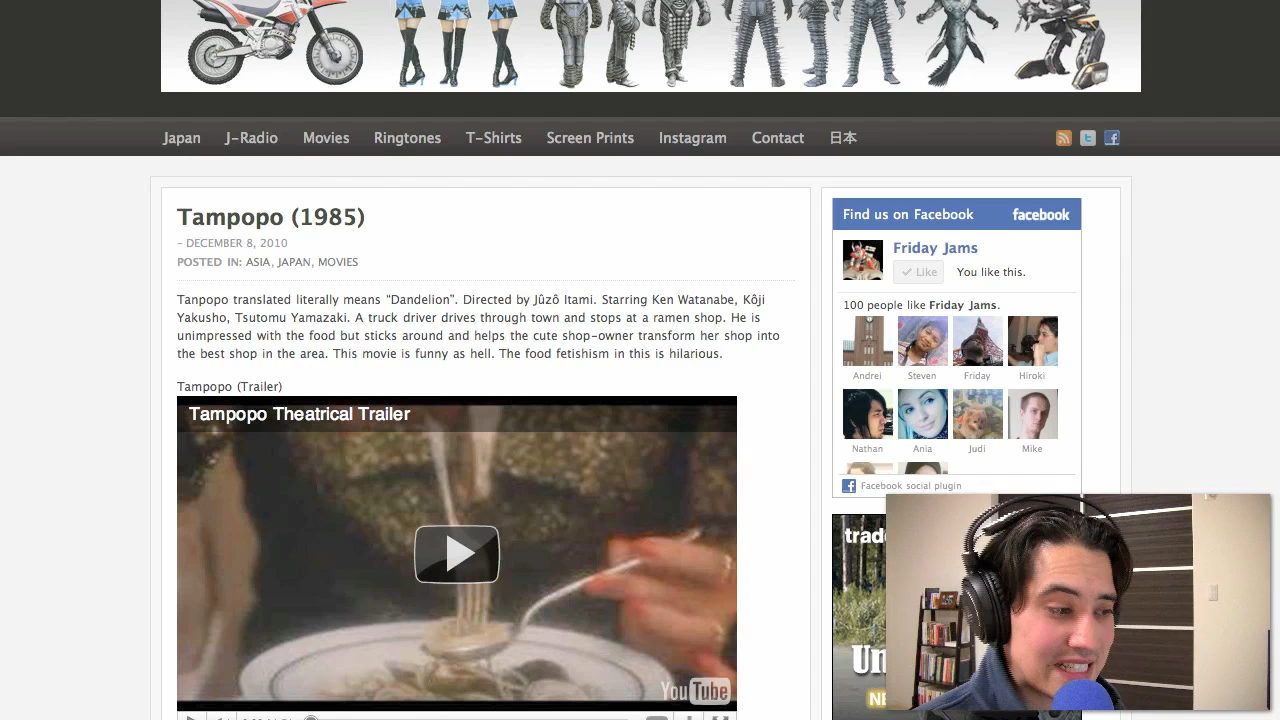 Japan J-Radio Movies Ringtones T-Shirts Screen Prints Instagram Contact 日本
Tampopo (1985)
– DECEMBER 8, 2010
POSTED IN: ASIA, JAPAN, MOVIES
Tanpopo translated literally means "Dandelion". Directed by Jûzô Itami. Starring Ken Watanabe, Kôji
Yakusho, Tsutomu Yamazaki. A truck driver drives through town and stops at a ramen shop. He is
unimpressed with the food but sticks around and helps the cute shop-owner transform her shop into
the best shop in the area. This movie is funny as hell. The food fetishism in this is hilarious.
Tampopo (Trailer)
Tampopo Theatrical Trailer
YouTube
Find us on Facebook facebook
Friday Jams
Like You like this.
100 people like Friday Jams.
Andrei Steven Friday Hiroki
Nathan Ania Judi Mike
Facebook social plugin